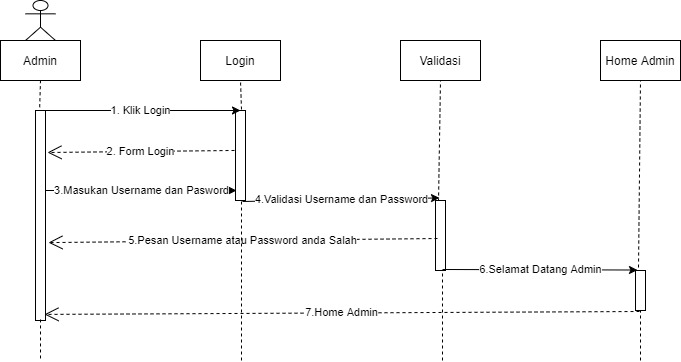 Admin
Login
Validasi
Home Admin
1. Klik Login
2. Form Login
3.Masukan Username dan Pasword
4.Validasi Username dan Password
5.Pesan Username atau Password anda Salah
6.Selamat Datang Admin
7.Home Admin